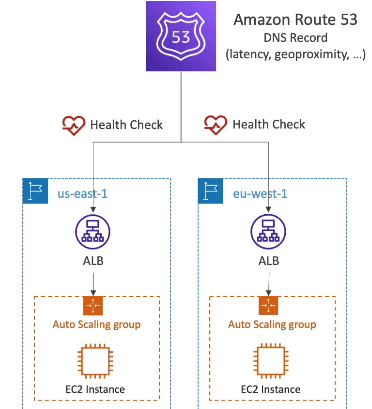 53
Amazon Route 53
DNS Record
(latency, geoproximity, ...)
Health Check
Health Check
us-east-1
eu-west-1
ALB
ALB
Auto Scaling group
Auto Scaling group
EC2 Instance
EC2 Instance